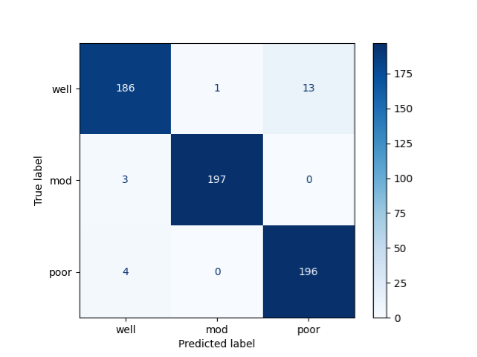 175
well 186 1 13
150
125
mod 3 197 0
100
75
50
poor 4 0 196
25
0
well mod poor
Predicted label
True label